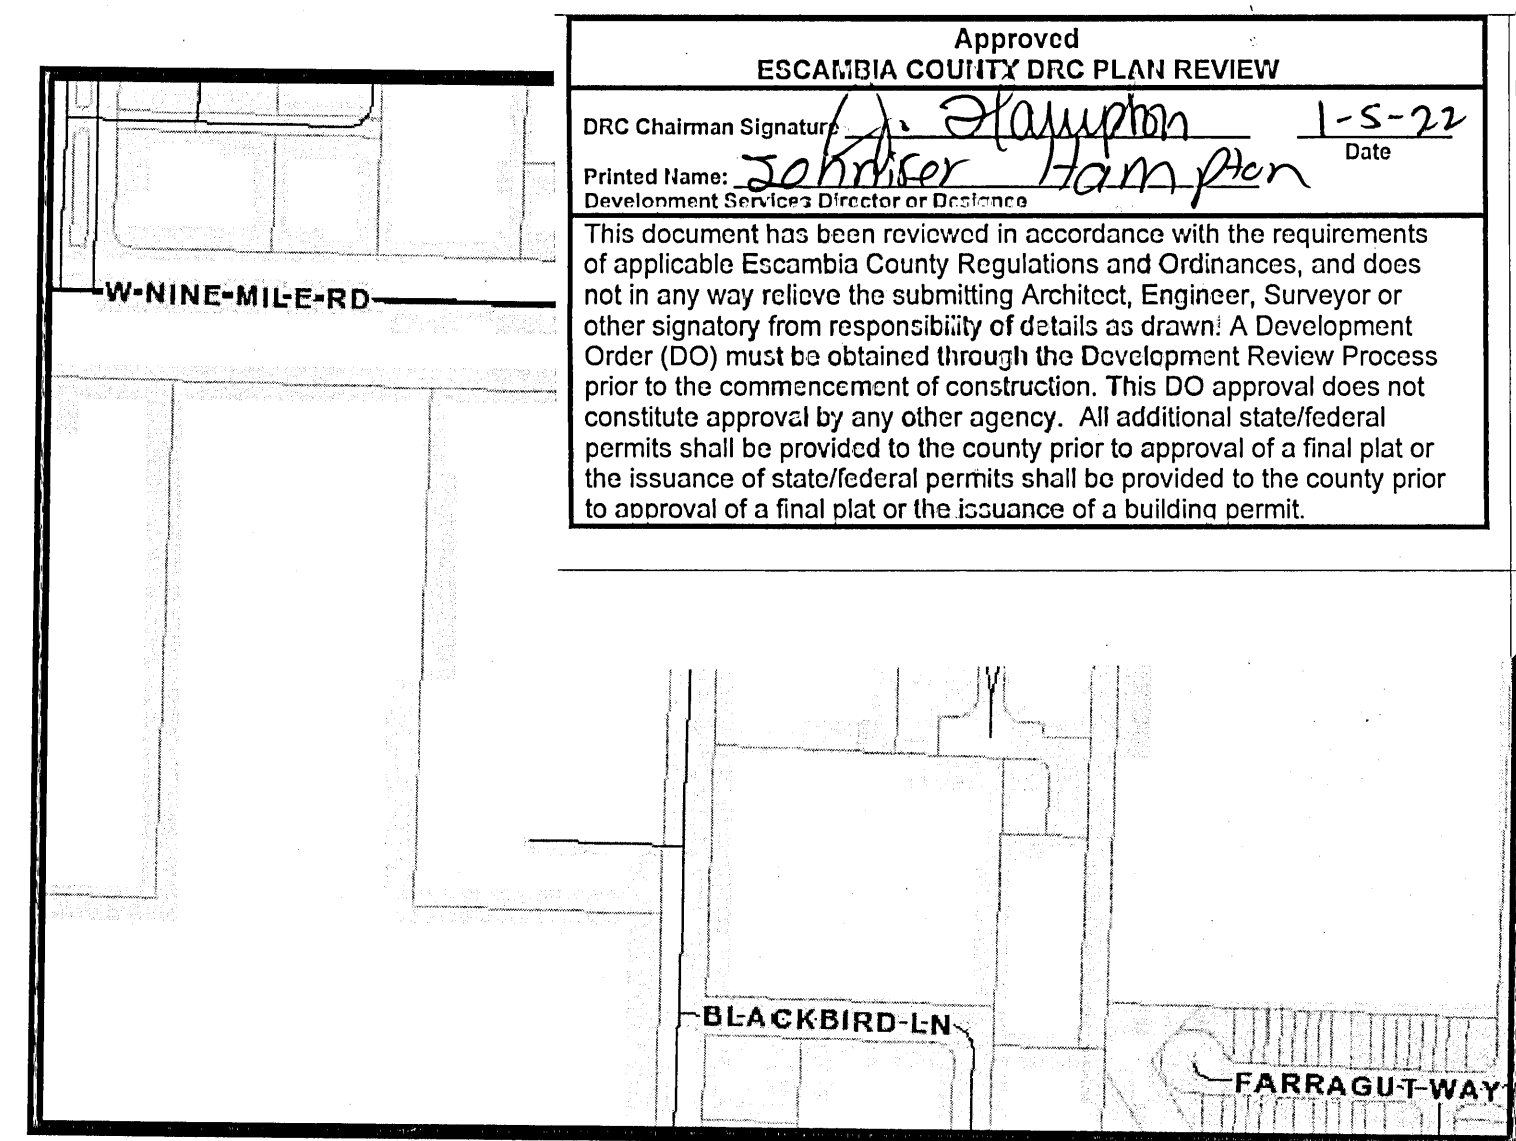 Approved
ESCAMBIA COUNTY DRC PLAN REVIEW
DRC Chairman Signature J. Hampton 1-5-22
Date
Printed Name: Johniser Hampton
Development Services Director or Designee
This document has been reviewed in accordance with the requirements
of applicable Escambia County Regulations and Ordinances, and does
not in any way relieve the submitting Architect, Engineer, Surveyor or
other signatory from responsibility of details as drawn. A Development
Order (DO) must be obtained through the Development Review Process
prior to the commencement of construction. This DO approval does not
constitute approval by any other agency. All additional state/federal
permits shall be provided to the county prior to approval of a final plat or
the issuance of state/federal permits shall be provided to the county prior
to approval of a final plat or the issuance of a building permit.
W-NINE-MILE-RD
BLACKBIRD-LN
FARRAGUT-WAY